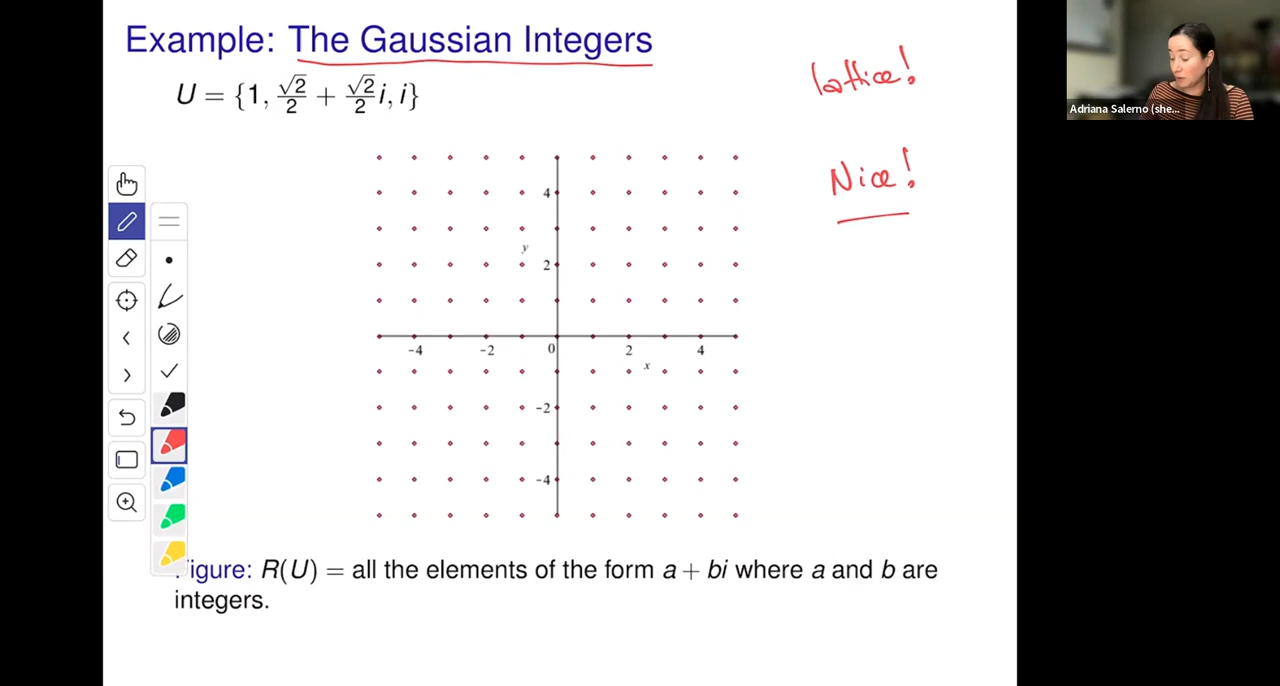 Example: The Gaussian Integers
U = {1, √2/2 + √2/2 i, i}
lattice!
Nice!
Adriana Salerno (she...
4
y
2
-4 -2 0 2 4
x
-2
-4
igure: R(U) = all the elements of the form a + bi where a and b are
integers.